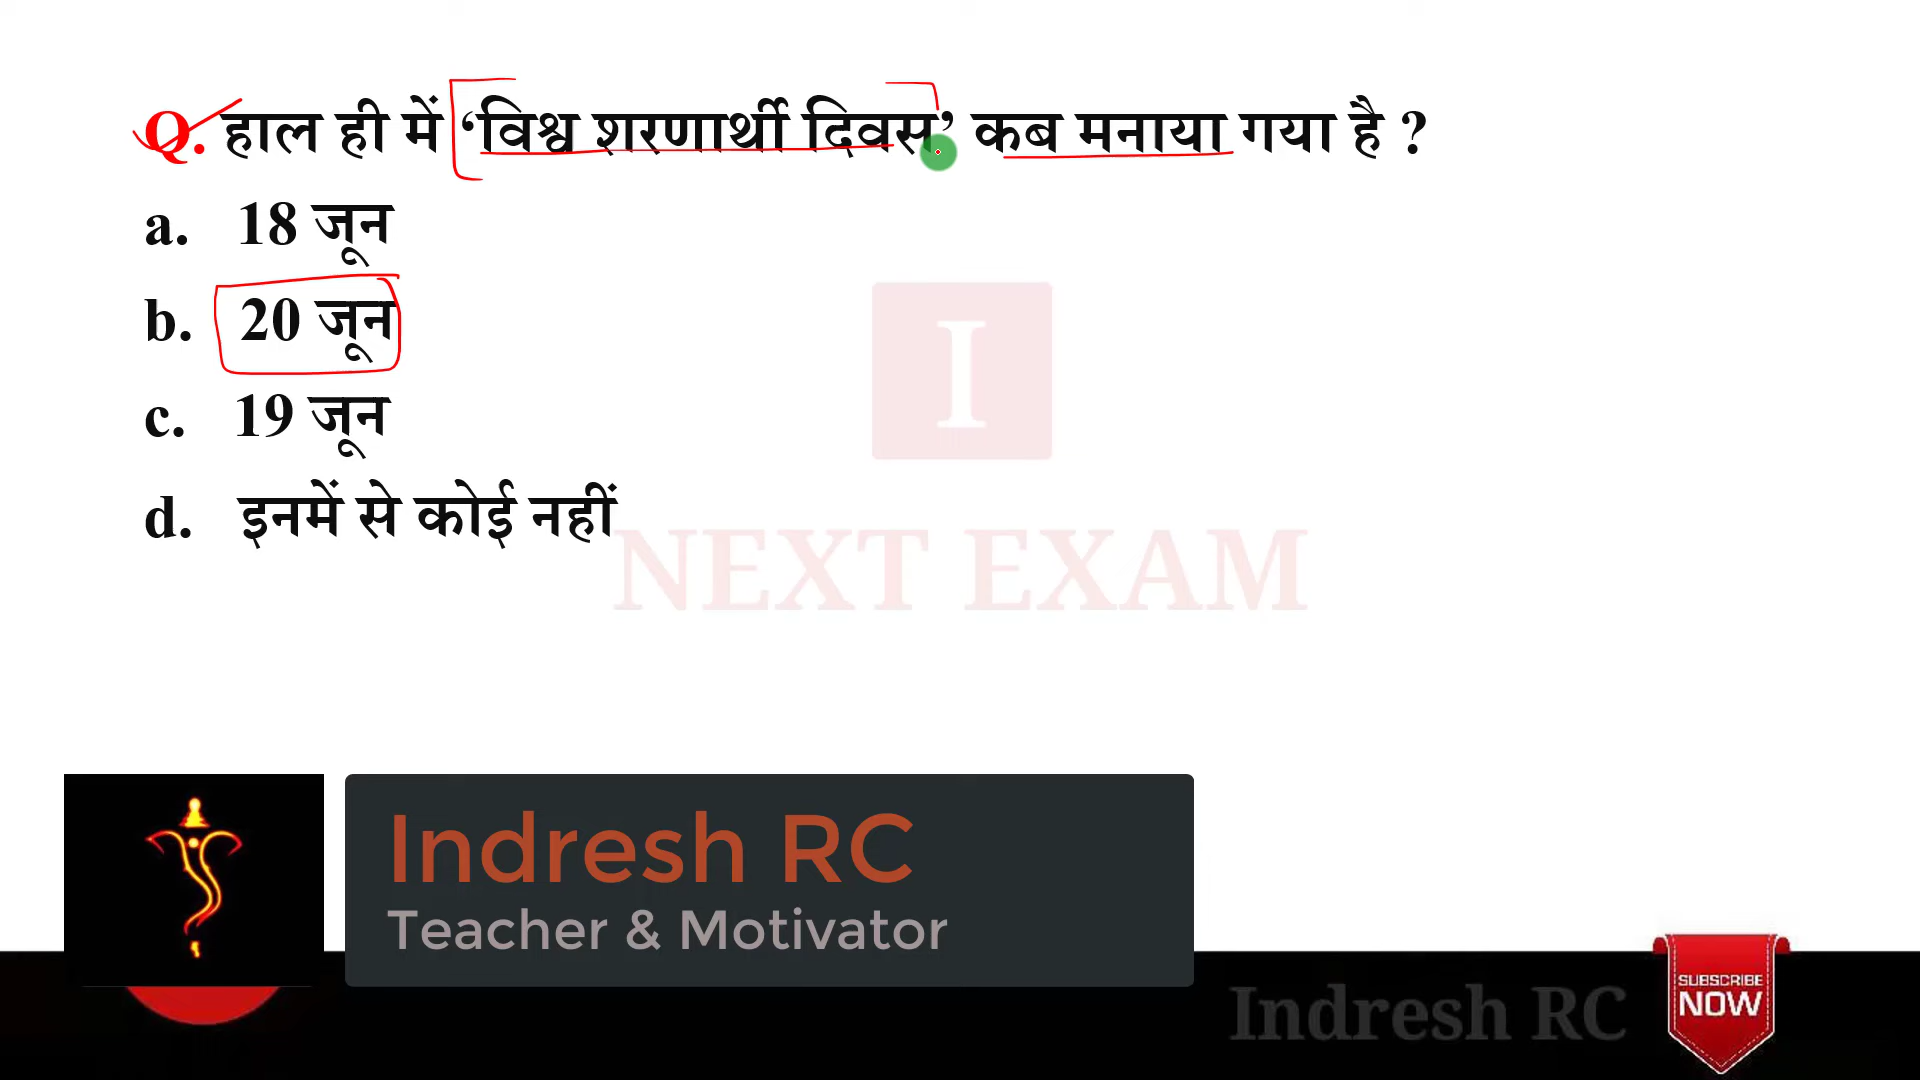 Q. हाल ही में ‘विश्व शरणार्थी दिवस’ कब मनाया गया है ?
a. 18 जून
b. 20 जून
c. 19 जून
d. इनमें से कोई नहीं
I
NEXT EXAM
Indresh RC
Teacher & Motivator
Indresh RC
SUBSCRIBE
NOW